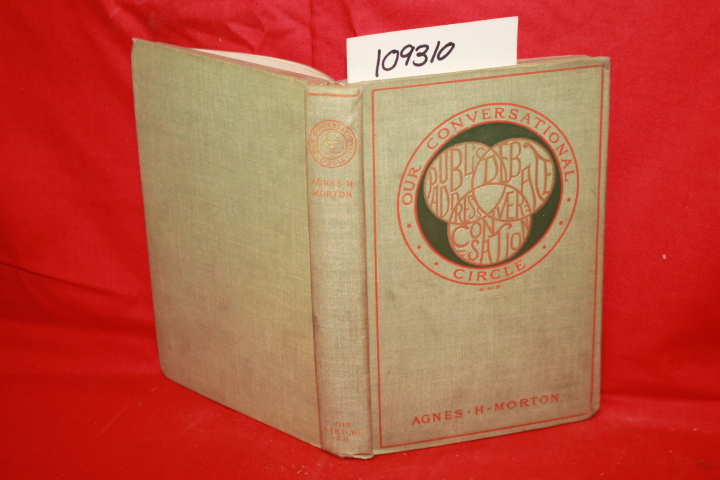 109310
OUR CONVERSATIONAL CIRCLE
PUBLIC ADDRESS
DEBATE
CONVERSATION
AGNES · H · MORTON
AGNES · H ·
MORTON
THE
CENTURY
CO.